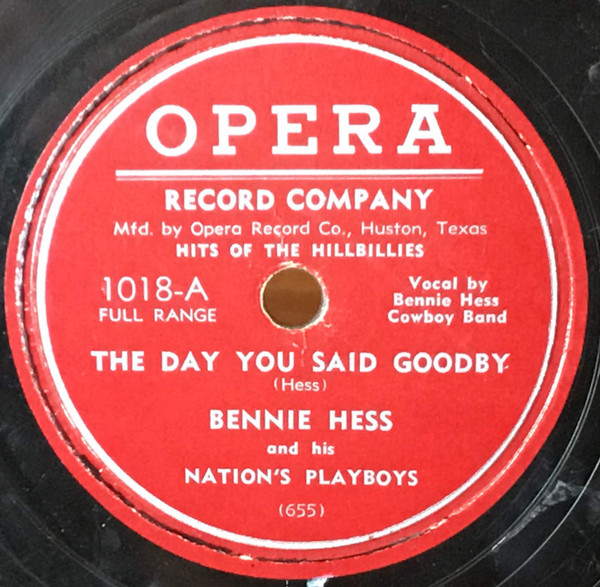 OPERA
RECORD COMPANY
Mfd. by Opera Record Co., Huston, Texas
HITS OF THE HILLBILLIES
1018-A
FULL RANGE
Vocal by
Bennie Hess
Cowboy Band
THE DAY YOU SAID GOODBY
(Hess)
BENNIE HESS
and his
NATION'S PLAYBOYS
(655)